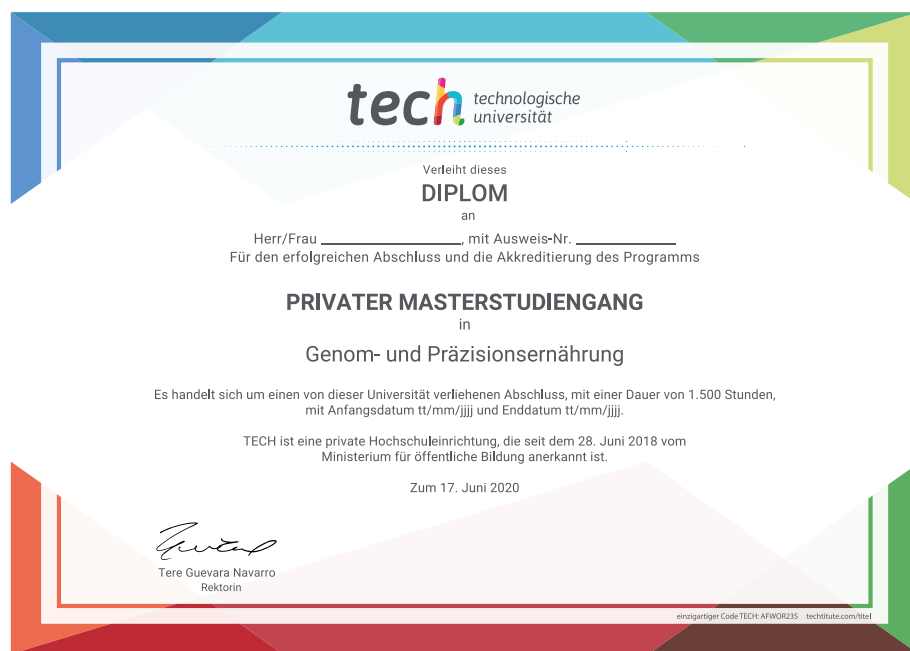 tech technologische
universität
Verleiht dieses
DIPLOM
an
Herr/Frau ____________, mit Ausweis-Nr. ____________
Für den erfolgreichen Abschluss und die Akkreditierung des Programms
PRIVATER MASTERSTUDIENGANG
in
Genom- und Präzisionsernährung
Es handelt sich um einen von dieser Universität verliehenen Abschluss, mit einer Dauer von 1.500 Stunden,
mit Anfangsdatum tt/mm/jjjj und Enddatum tt/mm/jjjj.
TECH ist eine private Hochschuleinrichtung, die seit dem 28. Juni 2018 vom
Ministerium für öffentliche Bildung anerkannt ist.
Zum 17. Juni 2020
Tere Guevara Navarro
Rektorin
einzigartiger Code TECH: AFWOR23S techtitute.com/titel